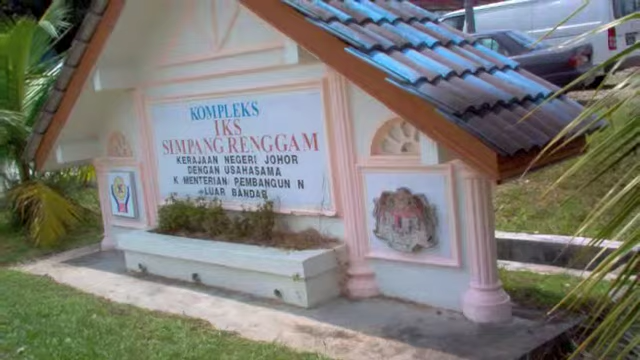 KOMPLEKS
IKS
SIMPANG RENGGAM
KERAJAAN NEGERI JOHOR
DENGAN USAHASAMA
K MENTERIAN PEMBANGUN N
LUAR BANDAR